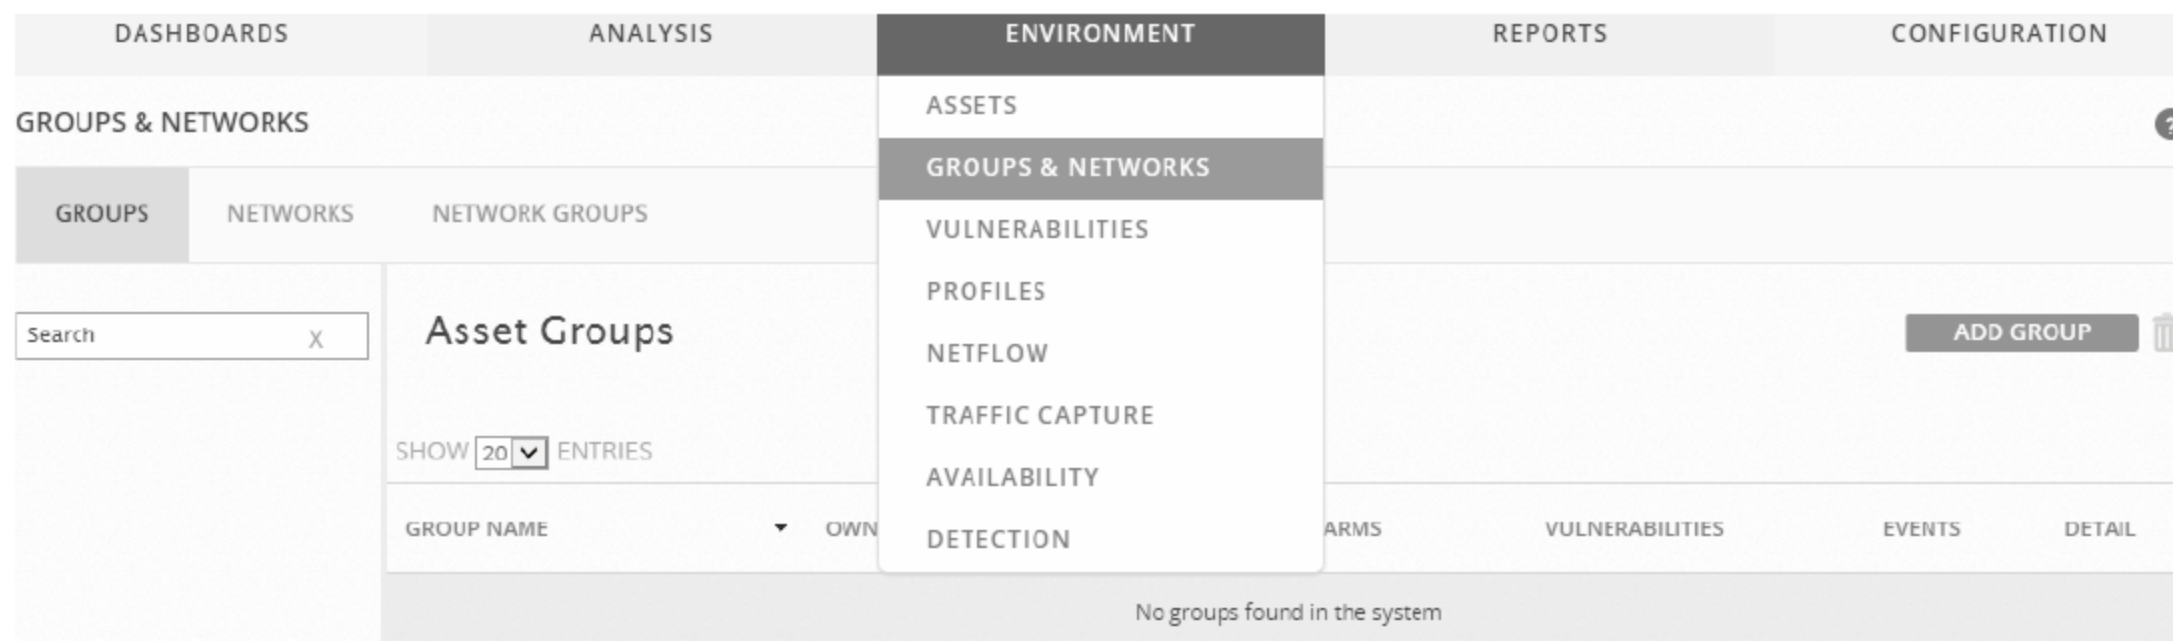 DASHBOARDS ANALYSIS ENVIRONMENT REPORTS CONFIGURATION
ASSETS
GROUPS & NETWORKS
?
GROUPS & NETWORKS
GROUPS NETWORKS NETWORK GROUPS
VULNERABILITIES
PROFILES
Search X
Asset Groups
ADD GROUP
NETFLOW
TRAFFIC CAPTURE
SHOW 20 ENTRIES
AVAILABILITY
GROUP NAME OWN ARMS VULNERABILITIES EVENTS DETAIL
DETECTION
No groups found in the system